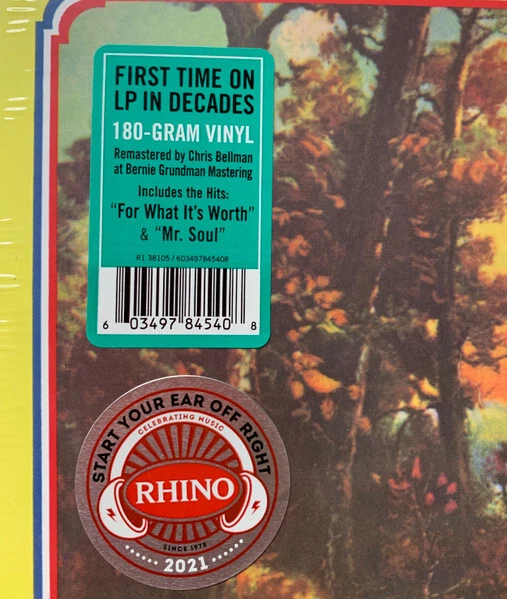 FIRST TIME ON
LP IN DECADES
180-GRAM VINYL
Remastered by Chris Bellman
at Bernie Grundman Mastering
Includes the Hits:
“For What It's Worth”
& “Mr. Soul”
R1 38105 / 603497845408
6 03497 84540 8
START YOUR EAR OFF RIGHT
CELEBRATING MUSIC
RHINO
SINCE 1978
2021